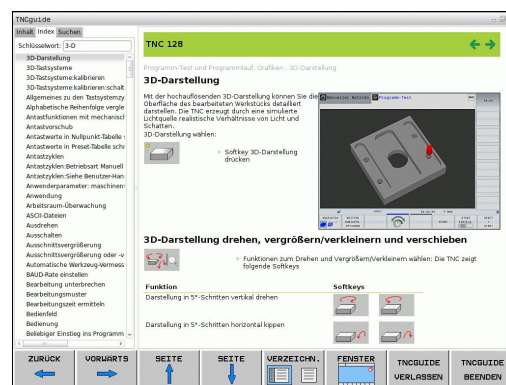 TNCguide
Inhalt Index Suchen
Schlüsselwort: 3-D
3D-Darstellung
3D-Tastsysteme
3D-Tastsysteme:kalibrieren
3D-Tastsysteme:kalibrieren:schalt
Allgemeines zu den Tastsystemzy
Alphabetische Reihenfolge vergle
Antastfunktionen mit mechanisch
Antastvorschub
Antastwerte in Nullpunkt-Tabelle
Antastwerte in Preset-Tabelle schr
Antastzyklen
Antastzyklen:Betriebsart Manuell
Antastzyklen:Siehe Benutzer-Han
Anwenderparameter: maschinen
Anwendung
Arbeitsraum-Überwachung
ASCII-Dateien
Ausdrehen
Ausschalten
Ausschnittsvergrößerung
Ausschnittsvergrößerung oder -v
Automatische Werkzeug-Vermess
BAUD-Rate einstellen
Bearbeitung unterbrechen
Bearbeitungsmuster
Bearbeitungszeit ermitteln
Bedienfeld
Bedienung
Beliebiger Einstieg ins Programm
TNC 128
Programm-Test und Programmlauf, Grafiken , 3D-Darstellung
3D-Darstellung
Mit der hochauflösenden 3D-Darstellung können Sie die
Oberfläche des bearbeiteten Werkstücks detailliert
darstellen. Die TNC erzeugt durch eine simulierte
Lichtquelle realistische Verhältnisse von Licht und
Schatten.
3D-Darstellung wählen:
Softkey 3D-Darstellung
drücken
Manueller Betrieb Programm-Test
3D-Darstellung drehen, vergrößern/verkleinern und verschieben
Funktionen zum Drehen und Vergrößern/Verkleinern wählen: Die TNC zeigt
folgende Softkeys
Funktion Softkeys
Darstellung in 5°-Schritten vertikal drehen
Darstellung in 5°-Schritten horizontal kippen
ZURÜCK VORWÄRTS SEITE SEITE VERZEICHN. FENSTER TNCGUIDE VERLASSEN TNCGUIDE BEENDEN